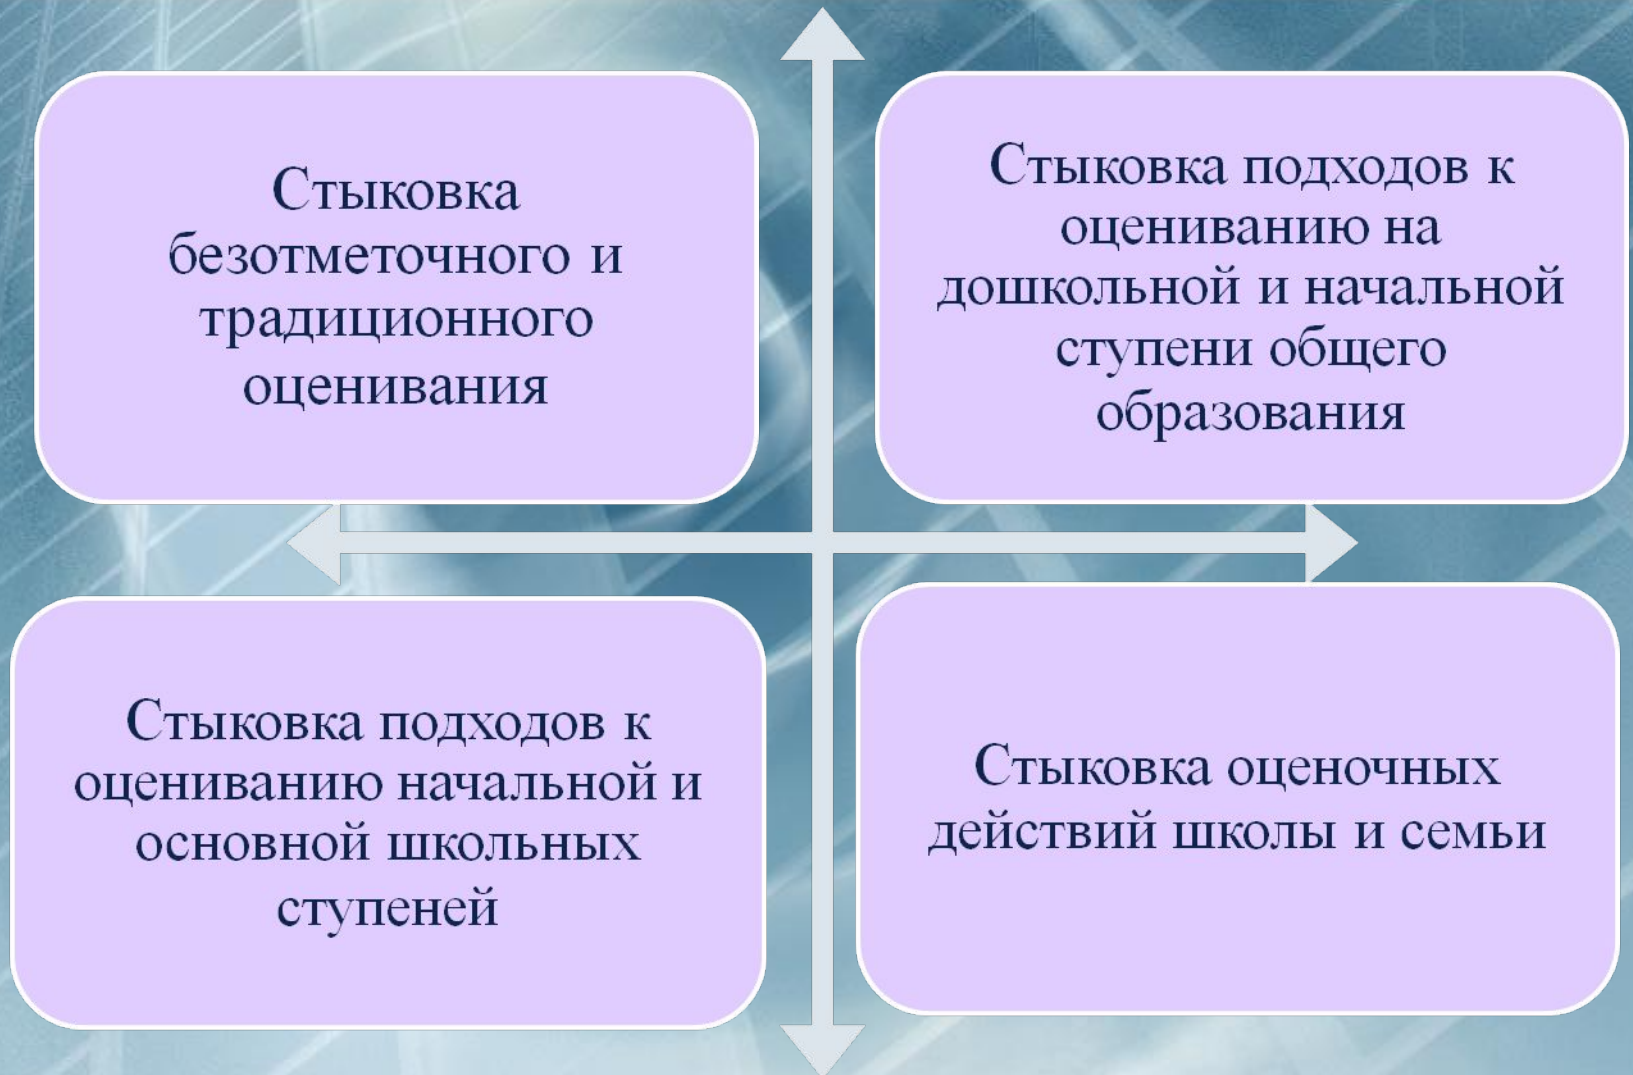 Стыковка
безотметочного и
традиционного
оценивания
Стыковка подходов к
оцениванию на
дошкольной и начальной
ступени общего
образования
Стыковка подходов к
оцениванию начальной и
основной школьных
ступеней
Стыковка оценочных
действий школы и семьи